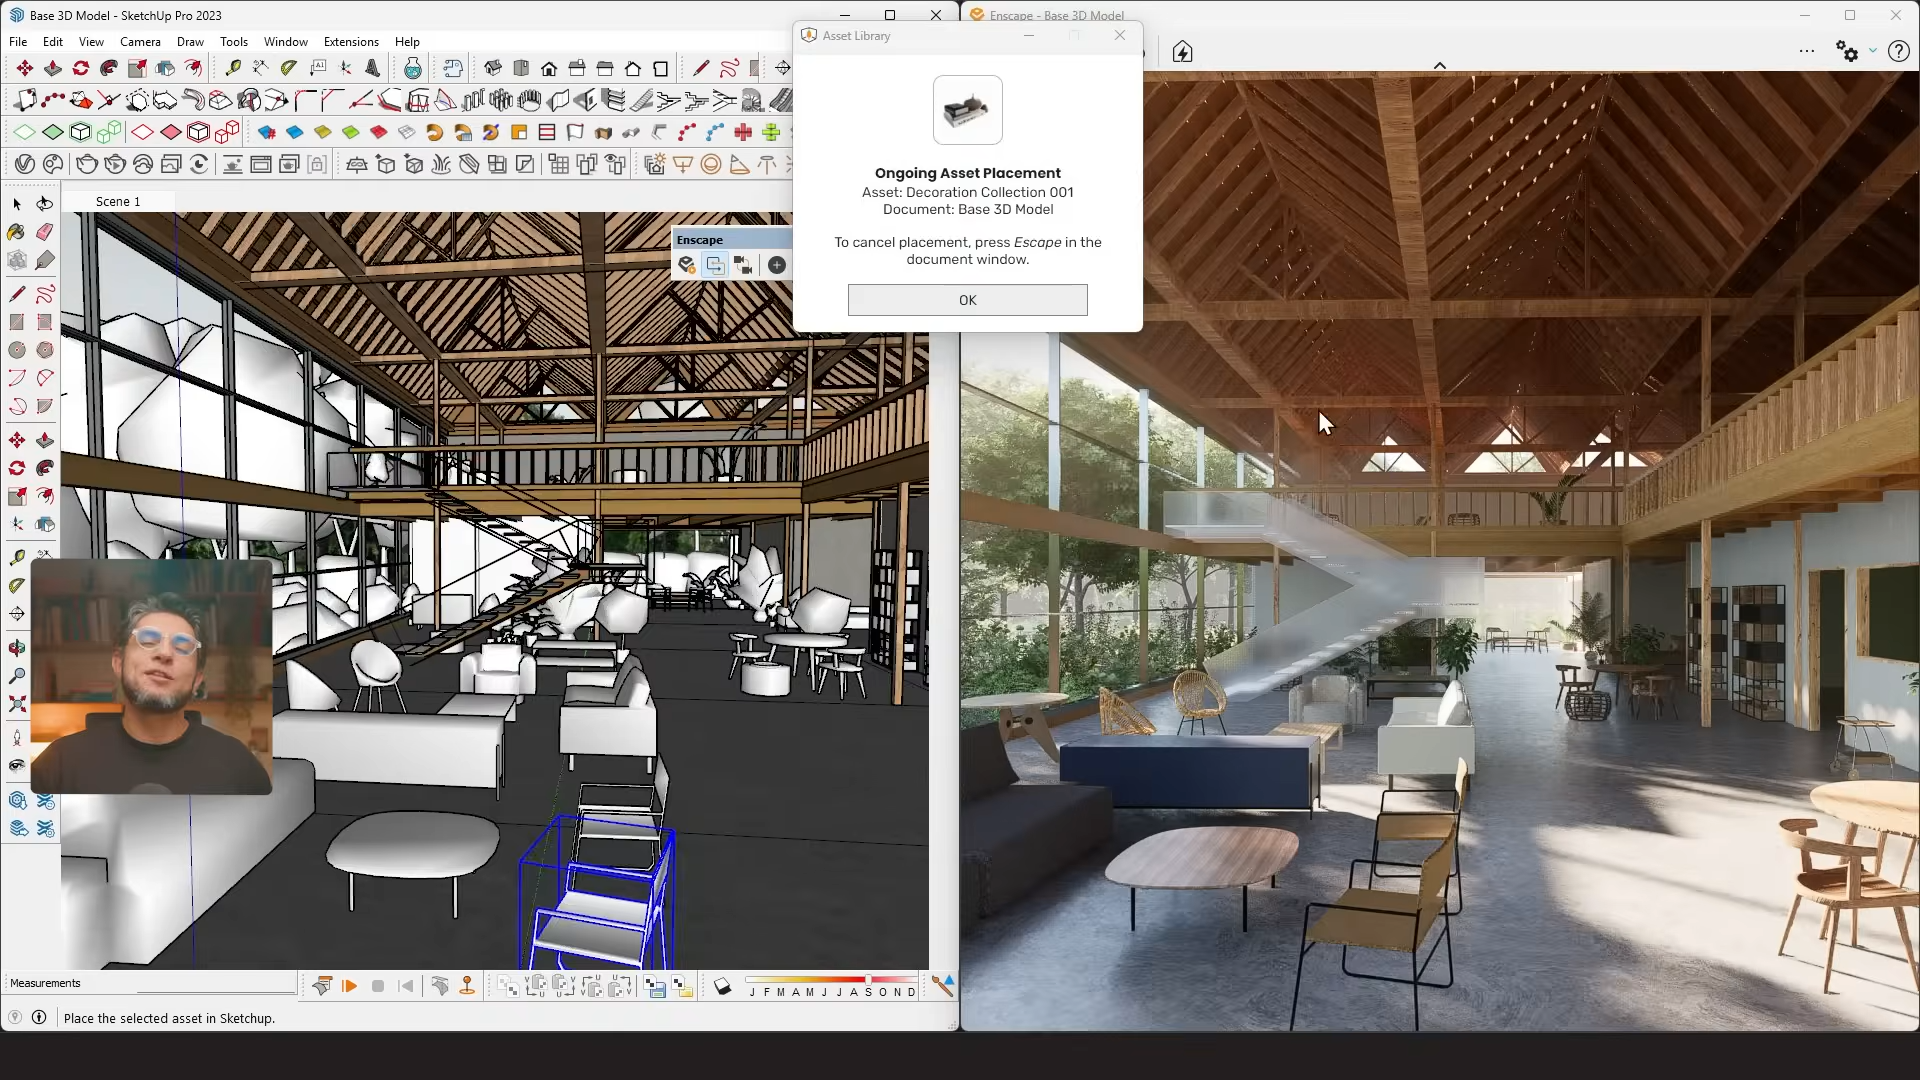 Base 3D Model - SketchUp Pro 2023
File Edit View Camera Draw Tools Window Extensions Help
Scene 1
Enscape
Asset Library
Ongoing Asset Placement
Asset: Decoration Collection 001
Document: Base 3D Model
To cancel placement, press Escape in the
document window.
OK
Enscape - Base 3D Model
Measurements
J F M A M J J A S O N D
Place the selected asset in Sketchup.